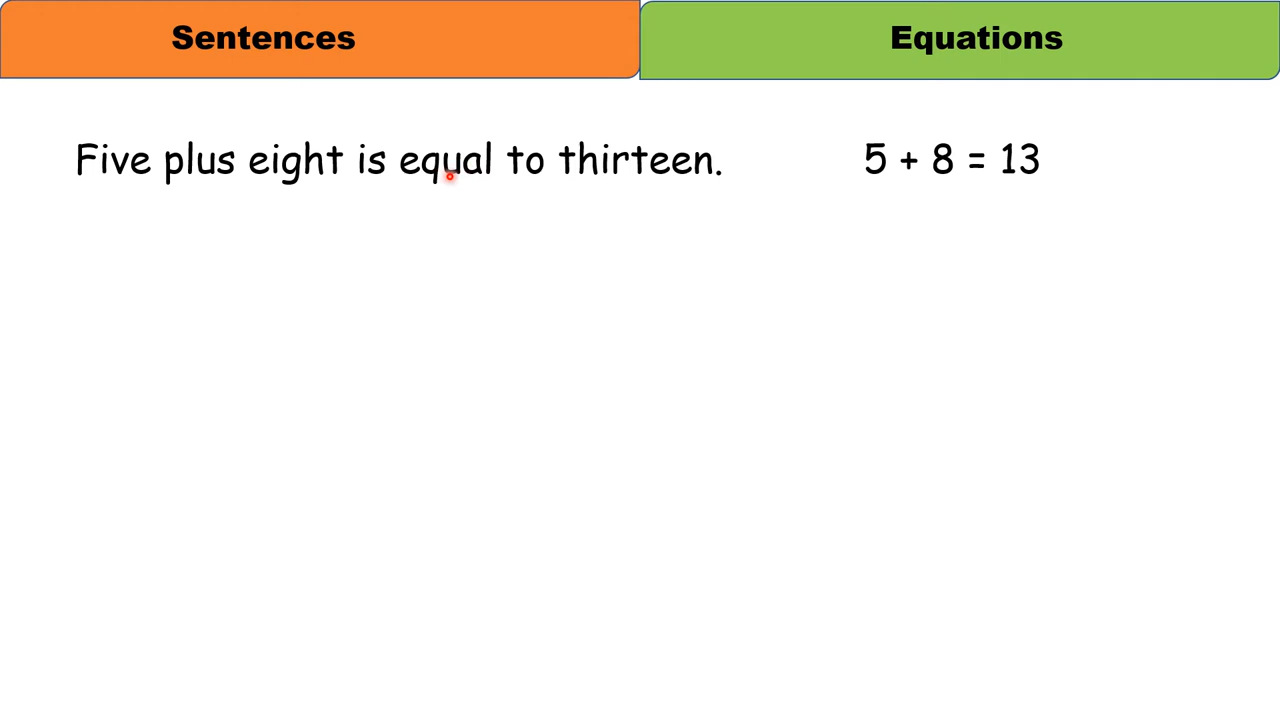 Sentences
Equations
Five plus eight is equal to thirteen.
5 + 8 = 13